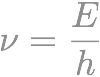 ν = E/h